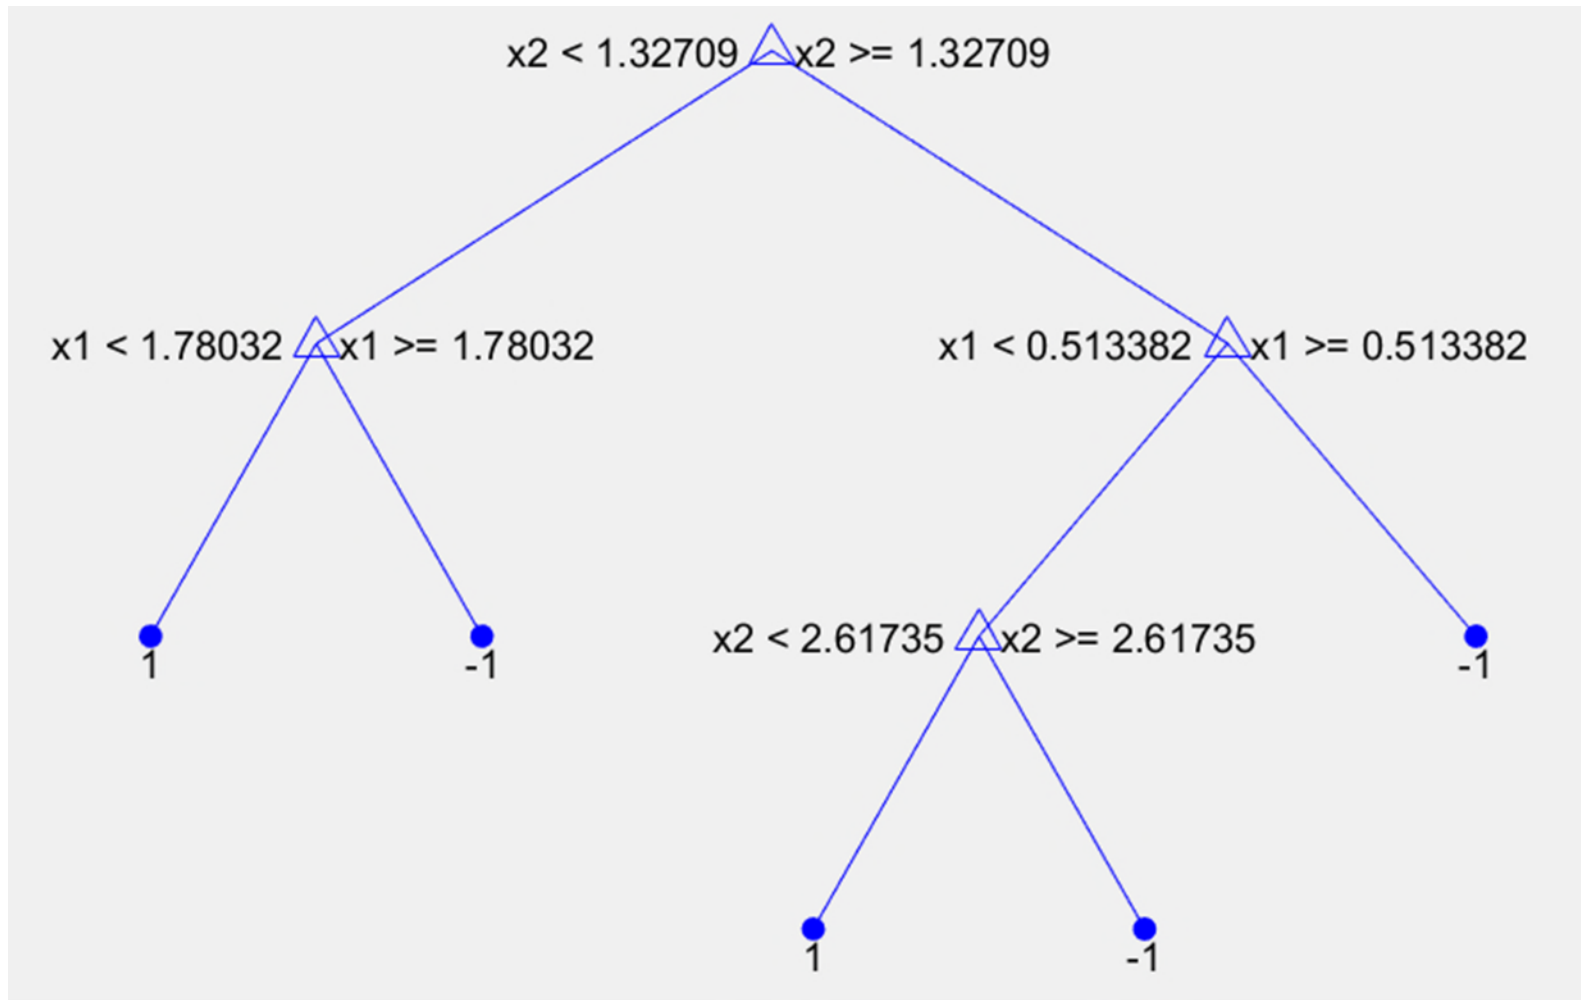 x2 < 1.32709 x2 >= 1.32709
x1 < 1.78032 x1 >= 1.78032 x1 < 0.513382 x1 >= 0.513382
1 -1 x2 < 2.61735 x2 >= 2.61735 -1
1 -1